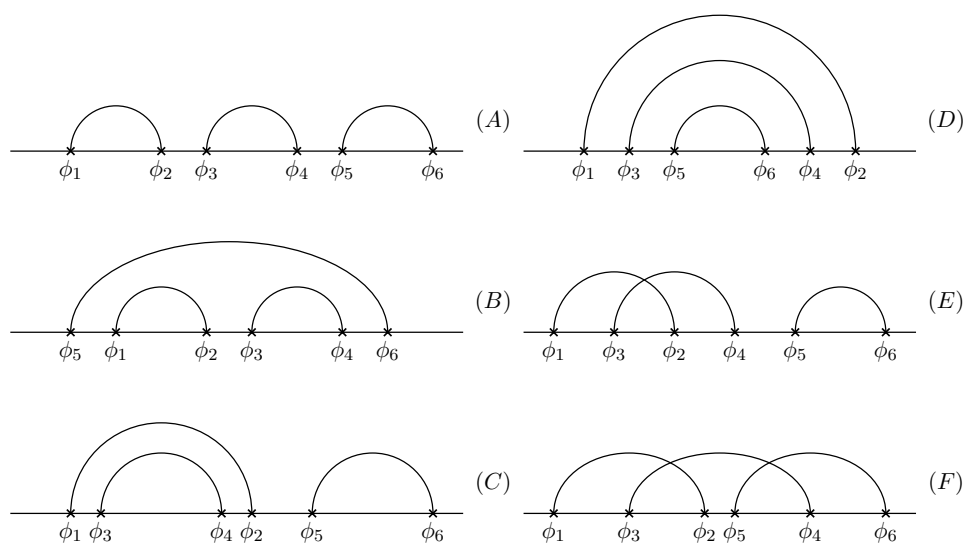 (A)
ϕ1 ϕ2 ϕ3 ϕ4 ϕ5 ϕ6
(D)
ϕ1 ϕ3 ϕ5 ϕ6 ϕ4 ϕ2
(B)
ϕ5 ϕ1 ϕ2 ϕ3 ϕ4 ϕ6
(E)
ϕ1 ϕ3 ϕ2 ϕ4 ϕ5 ϕ6
(C)
ϕ1 ϕ3 ϕ4 ϕ2 ϕ5 ϕ6
(F)
ϕ1 ϕ3 ϕ2 ϕ5 ϕ4 ϕ6